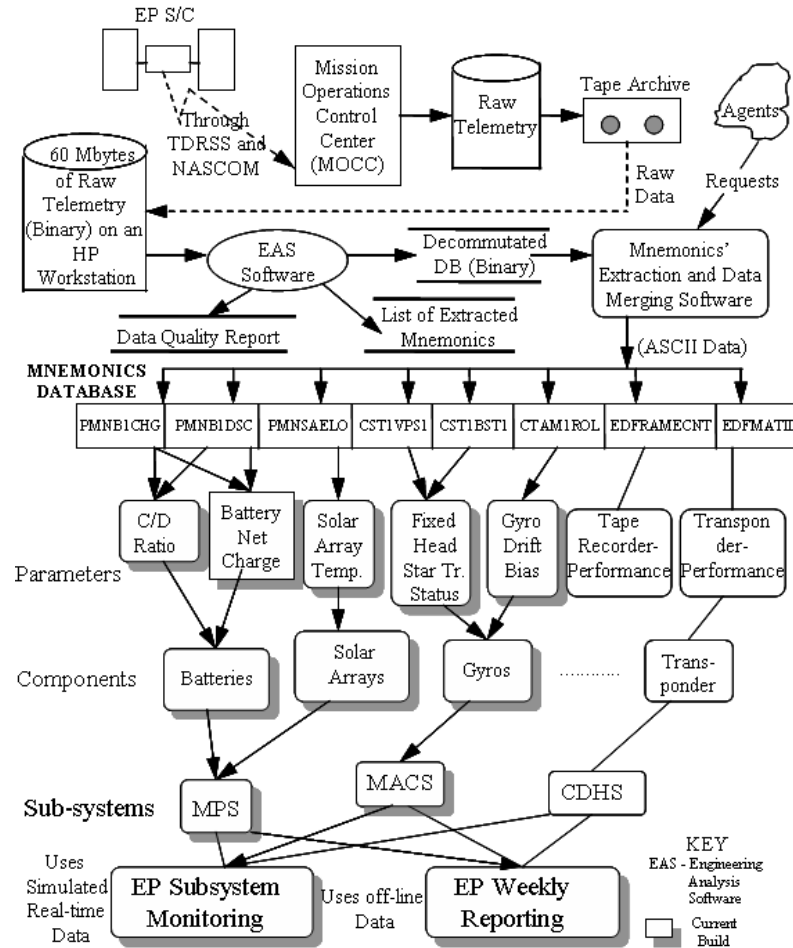 EP S/C
Through
TDRSS and
NASCOM
Mission
Operations
Control
Center
(MOCC)
Raw
Telemetry
Tape Archive
Agents
60 Mbytes
of Raw
Telemetry
(Binary) on an
HP
Workstation
Raw
Data
Requests
EAS
Software
Decommutated
DB (Binary)
Mnemonics'
Extraction and Data
Merging Software
Data Quality Report
List of Extracted
Mnemonics
(ASCII Data)
MNEMONICS
DATABASE
PMNB1CHG
PMNB1DSC
PMNSAELO
CST1VPS1
CST1BST1
CTAM1ROL
EDFRAMECNT
EDFMATID
C/D
Ratio
Battery
Net
Charge
Solar
Array
Temp.
Fixed
Head
Star Tr.
Status
Gyro
Drift
Bias
Tape
Recorder-
Performance
Transpon
der-
Performance
Parameters
Components
Batteries
Solar
Arrays
Gyros
............
Trans-
ponder
Sub-systems
MPS
MACS
CDHS
Uses
Simulated
Real-time
Data
EP Subsystem
Monitoring
Uses off-line
Data
EP Weekly
Reporting
KEY
EAS - Engineering
Analysis
Software
Current
Build